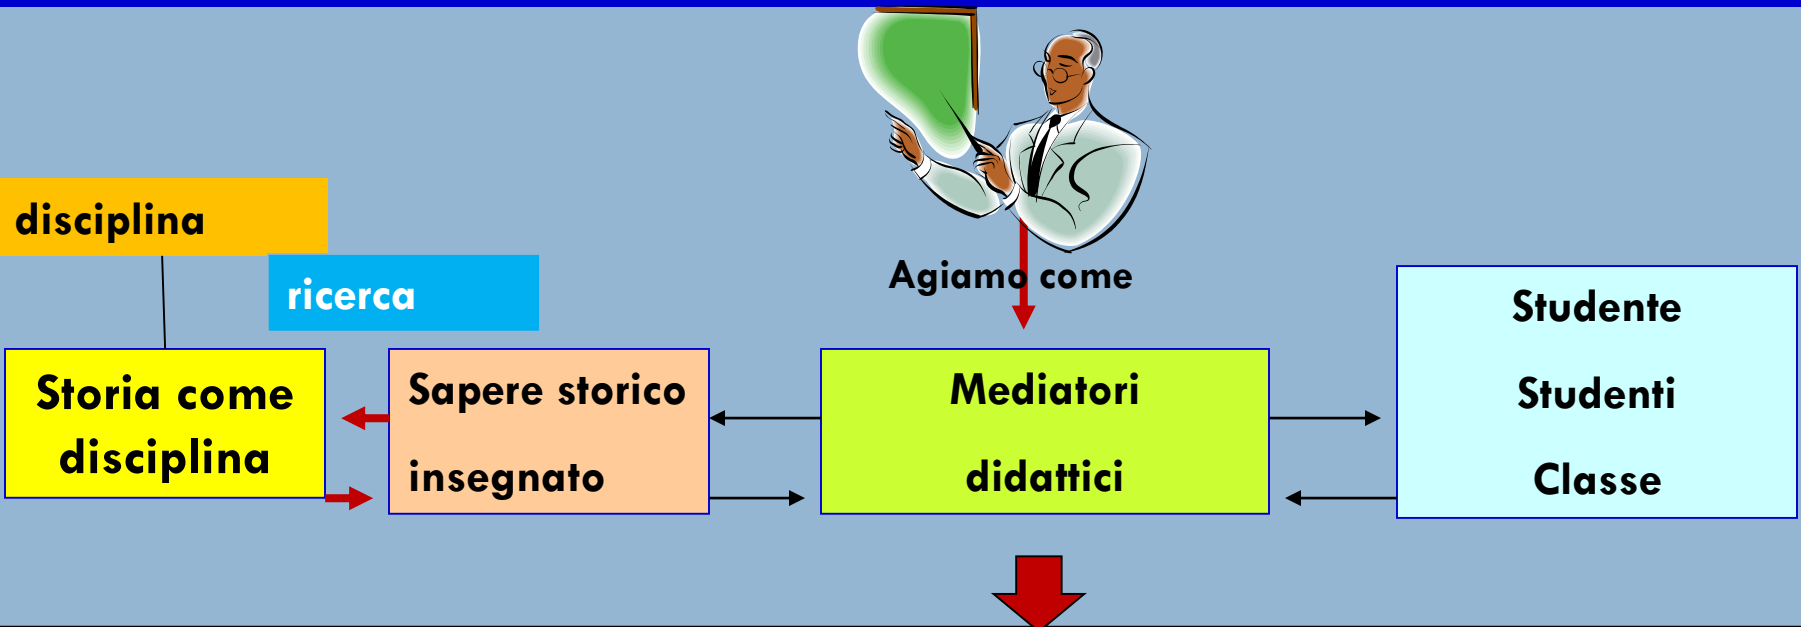 disciplina
ricerca
Agiamo come
Storia come
disciplina
Sapere storico
insegnato
Mediatori
didattici
Studente
Studenti
Classe